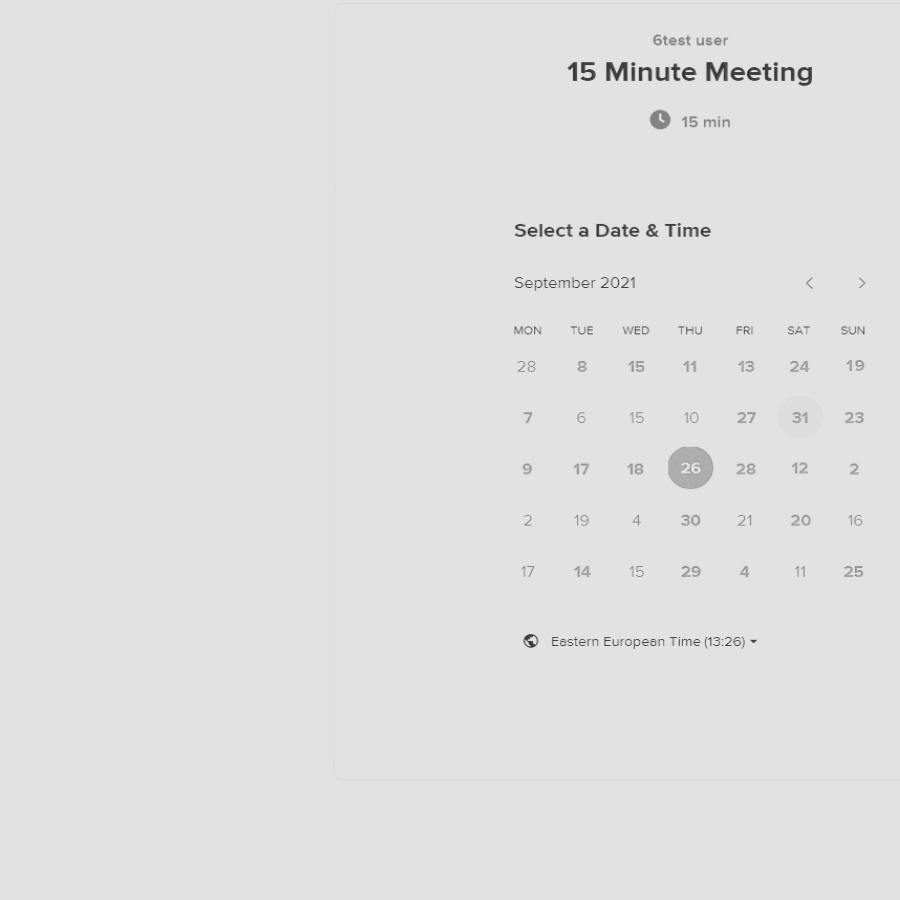 6test user
15 Minute Meeting
15 min
Select a Date & Time
September 2021
MON TUE WED THU FRI SAT SUN
28 8 15 11 13 24 19
7 6 15 10 27 31 23
9 17 18 26 28 12 2
2 19 4 30 21 20 16
17 14 15 29 4 11 25
Eastern European Time (13:26)